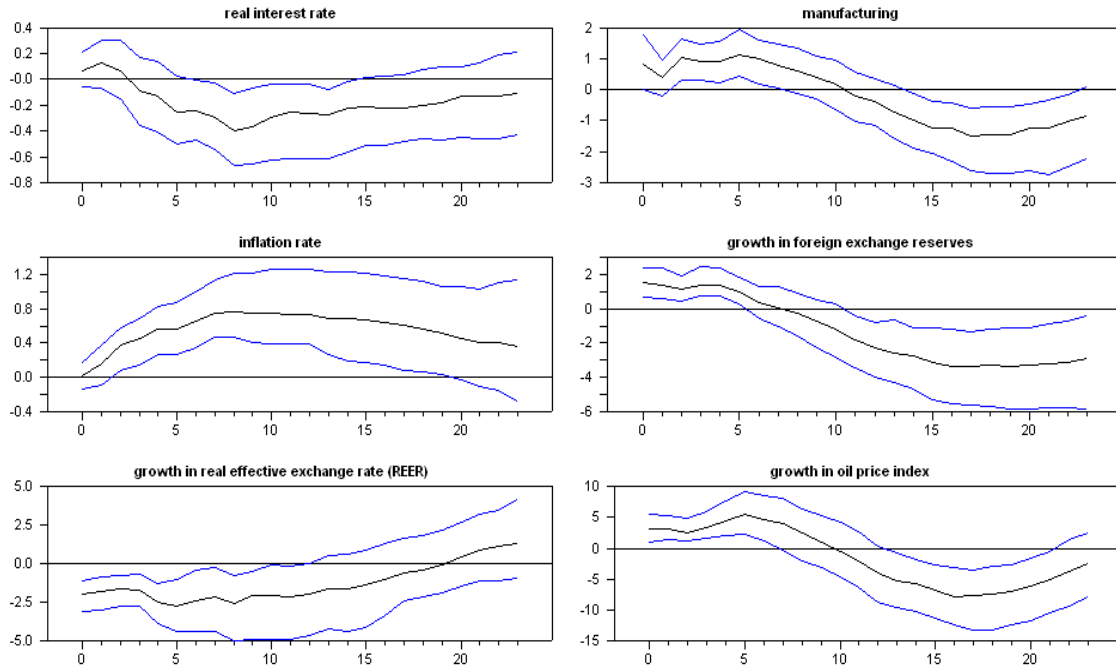 real interest rate
0.4
0.2
-0.0
-0.2
-0.4
-0.6
-0.8
0 5 10 15 20
manufacturing
2
1
0
-1
-2
-3
0 5 10 15 20
inflation rate
1.2
0.8
0.4
0.0
-0.4
0 5 10 15 20
growth in foreign exchange reserves
2
0
-2
-4
-6
0 5 10 15 20
growth in real effective exchange rate (REER)
5.0
2.5
0.0
-2.5
-5.0
0 5 10 15 20
growth in oil price index
10
5
0
-5
-10
-15
0 5 10 15 20